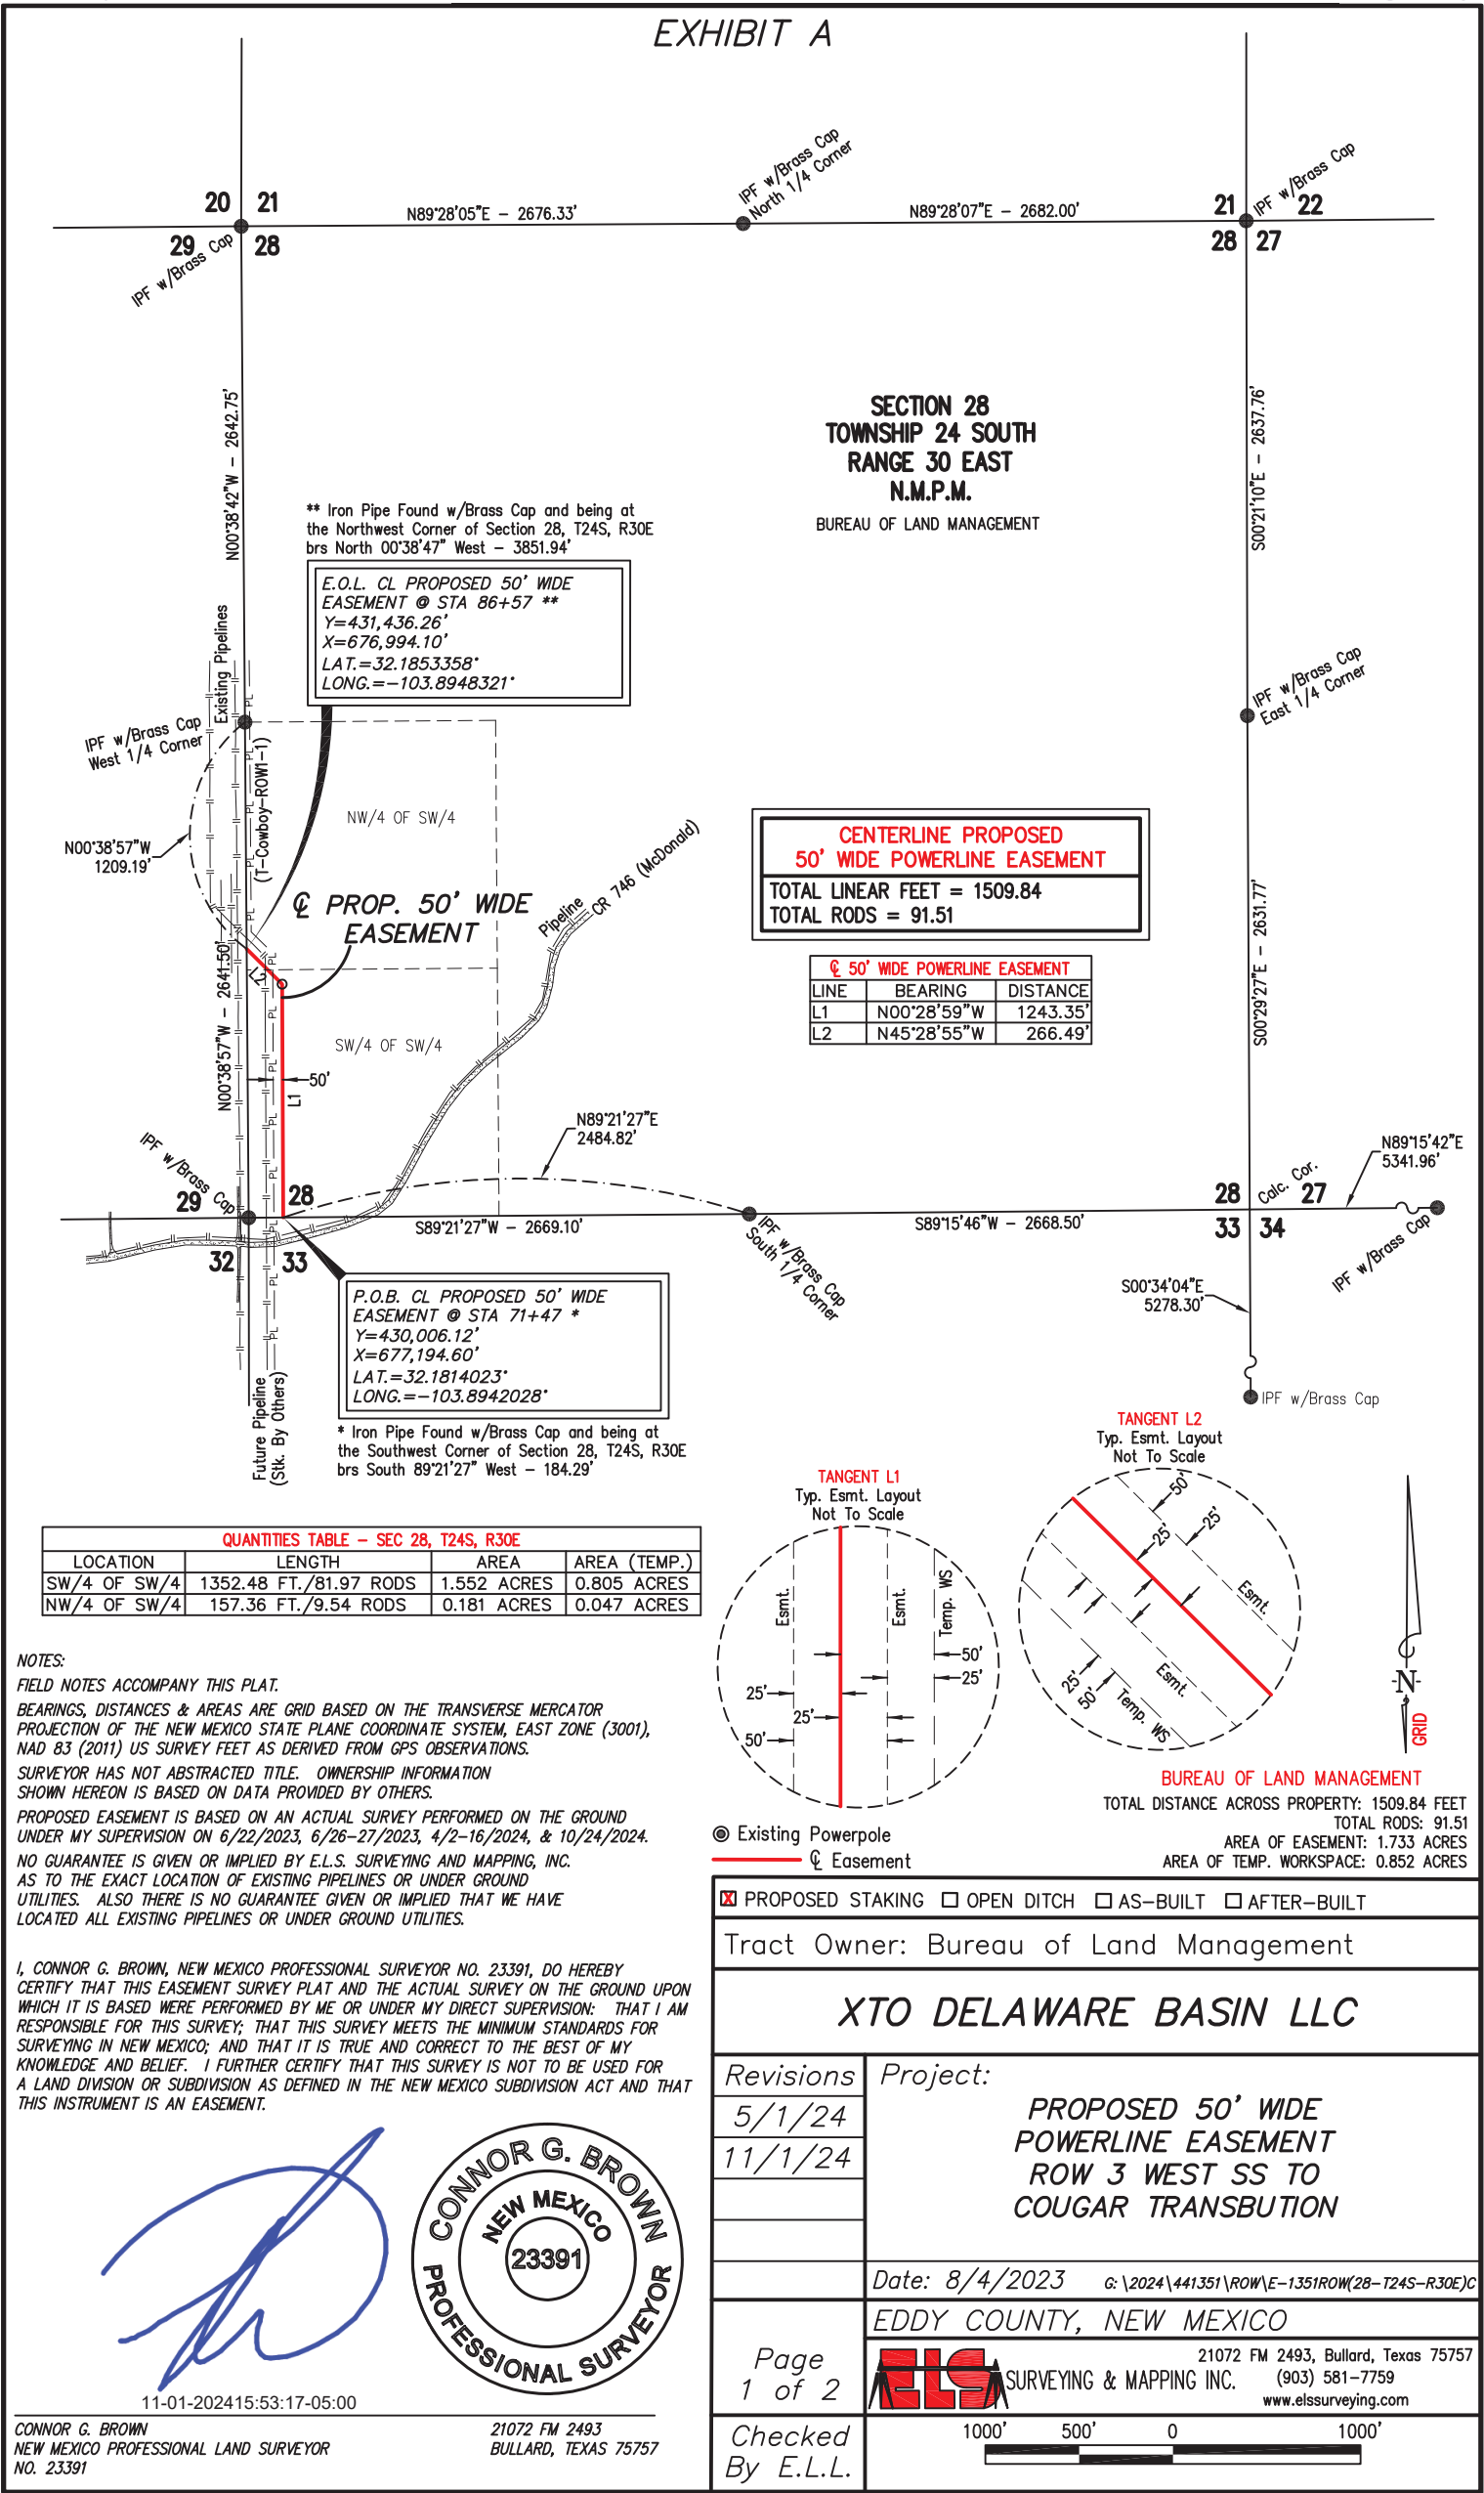 EXHIBIT A
20 21
29 28
IPF w/Brass Cap
N89°28'05"E - 2676.33'
IPF w/Brass Cap
North 1/4 Corner
N89°28'07"E - 2682.00'
21 22
28 27
IPF w/Brass Cap
N00°38'42"W - 2642.75'
SECTION 28
TOWNSHIP 24 SOUTH
RANGE 30 EAST
N.M.P.M.
BUREAU OF LAND MANAGEMENT
S00°21'10"E - 2637.76'
** Iron Pipe Found w/Brass Cap and being at
the Northwest Corner of Section 28, T24S, R30E
brs North 00°38'47" West - 3851.94'
E.O.L. CL PROPOSED 50' WIDE
EASEMENT @ STA 86+57 **
Y=431,436.26'
X=676,994.10'
LAT.=32.1853358°
LONG.=-103.8948321°
Existing Pipelines
IPF w/Brass Cap
West 1/4 Corner
IPF w/Brass Cap
East 1/4 Corner
(T-Cowboy-ROW1-1)
NW/4 OF SW/4
N00°38'57"W
1209.19'
CENTERLINE PROPOSED
50' WIDE POWERLINE EASEMENT
TOTAL LINEAR FEET = 1509.84
TOTAL RODS = 91.51
℄ PROP. 50' WIDE
EASEMENT
Pipeline
CR 746 (McDonald)
℄ 50' WIDE POWERLINE EASEMENT
LINE BEARING DISTANCE
L1 N00°28'59"W 1243.35'
L2 N45°28'55"W 266.49'
S00°29'27"E - 2631.77'
N00°38'57"W - 2641.50'
L2
SW/4 OF SW/4
50'
L1
PL
PL
PL
PL
PL
PL
PL
PL
PL
PL
PL
PL
PL
PL
N89°21'27"E
2484.82'
IPF w/Brass Cap
29 28
32 33
S89°21'27"W - 2669.10'
IPF w/Brass Cap
South 1/4 Corner
S89°15'46"W - 2668.50'
28 27
33 34
Calc. Cor.
N89°15'42"E
5341.96'
IPF w/Brass Cap
S00°34'04"E
5278.30'
IPF w/Brass Cap
P.O.B. CL PROPOSED 50' WIDE
EASEMENT @ STA 71+47 *
Y=430,006.12'
X=677,194.60'
LAT.=32.1814023°
LONG.=-103.8942028°
Future Pipeline
(Stk. By Others)
* Iron Pipe Found w/Brass Cap and being at
the Southwest Corner of Section 28, T24S, R30E
brs South 89°21'27" West - 184.29'
TANGENT L1
Typ. Esmt. Layout
Not To Scale
Esmt.
Esmt.
Temp. WS
50'
25'
25'
25'
50'
TANGENT L2
Typ. Esmt. Layout
Not To Scale
50'
25'
25'
Esmt.
Esmt.
25'
50'
Temp. WS
-N-
GRID
QUANTITIES TABLE - SEC 28, T24S, R30E
LOCATION LENGTH AREA AREA (TEMP.)
SW/4 OF SW/4 1352.48 FT./81.97 RODS 1.552 ACRES 0.805 ACRES
NW/4 OF SW/4 157.36 FT./9.54 RODS 0.181 ACRES 0.047 ACRES
NOTES:
FIELD NOTES ACCOMPANY THIS PLAT.
BEARINGS, DISTANCES & AREAS ARE GRID BASED ON THE TRANSVERSE MERCATOR
PROJECTION OF THE NEW MEXICO STATE PLANE COORDINATE SYSTEM, EAST ZONE (3001),
NAD 83 (2011) US SURVEY FEET AS DERIVED FROM GPS OBSERVATIONS.
SURVEYOR HAS NOT ABSTRACTED TITLE. OWNERSHIP INFORMATION
SHOWN HEREON IS BASED ON DATA PROVIDED BY OTHERS.
PROPOSED EASEMENT IS BASED ON AN ACTUAL SURVEY PERFORMED ON THE GROUND
UNDER MY SUPERVISION ON 6/22/2023, 6/26-27/2023, 4/2-16/2024, & 10/24/2024.
NO GUARANTEE IS GIVEN OR IMPLIED BY E.L.S. SURVEYING AND MAPPING, INC.
AS TO THE EXACT LOCATION OF EXISTING PIPELINES OR UNDER GROUND
UTILITIES. ALSO THERE IS NO GUARANTEE GIVEN OR IMPLIED THAT WE HAVE
LOCATED ALL EXISTING PIPELINES OR UNDER GROUND UTILITIES.
I, CONNOR G. BROWN, NEW MEXICO PROFESSIONAL SURVEYOR NO. 23391, DO HEREBY
CERTIFY THAT THIS EASEMENT SURVEY PLAT AND THE ACTUAL SURVEY ON THE GROUND UPON
WHICH IT IS BASED WERE PERFORMED BY ME OR UNDER MY DIRECT SUPERVISION: THAT I AM
RESPONSIBLE FOR THIS SURVEY; THAT THIS SURVEY MEETS THE MINIMUM STANDARDS FOR
SURVEYING IN NEW MEXICO; AND THAT IT IS TRUE AND CORRECT TO THE BEST OF MY
KNOWLEDGE AND BELIEF. I FURTHER CERTIFY THAT THIS SURVEY IS NOT TO BE USED FOR
A LAND DIVISION OR SUBDIVISION AS DEFINED IN THE NEW MEXICO SUBDIVISION ACT AND THAT
THIS INSTRUMENT IS AN EASEMENT.
CONNOR G. BROWN
NEW MEXICO
23391
PROFESSIONAL SURVEYOR
11-01-202415:53:17-05:00
CONNOR G. BROWN
NEW MEXICO PROFESSIONAL LAND SURVEYOR
NO. 23391
21072 FM 2493
BULLARD, TEXAS 75757
Existing Powerpole
℄ Easement
BUREAU OF LAND MANAGEMENT
TOTAL DISTANCE ACROSS PROPERTY: 1509.84 FEET
TOTAL RODS: 91.51
AREA OF EASEMENT: 1.733 ACRES
AREA OF TEMP. WORKSPACE: 0.852 ACRES
X PROPOSED STAKING OPEN DITCH AS-BUILT AFTER-BUILT
Tract Owner: Bureau of Land Management
XTO DELAWARE BASIN LLC
Revisions
5/1/24
11/1/24
Project:
PROPOSED 50' WIDE
POWERLINE EASEMENT
ROW 3 WEST SS TO
COUGAR TRANSBUTION
Date: 8/4/2023 G:\2024\441351\ROW\E-1351ROW(28-T24S-R30E)C
EDDY COUNTY, NEW MEXICO
Page
1 of 2
ELS SURVEYING & MAPPING INC.
21072 FM 2493, Bullard, Texas 75757
(903) 581-7759
www.elssurveying.com
Checked
By E.L.L.
1000' 500' 0 1000'